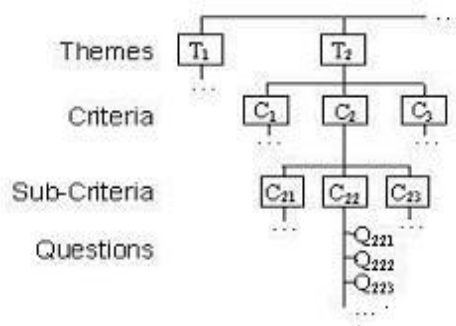 Themes T₁ T₂ ...
...
Criteria C₁ C₂ C₃
... ...
Sub-Criteria C₂₁ C₂₂ C₂₃
... ...
Questions Q₂₂₁
Q₂₂₂
Q₂₂₃
...